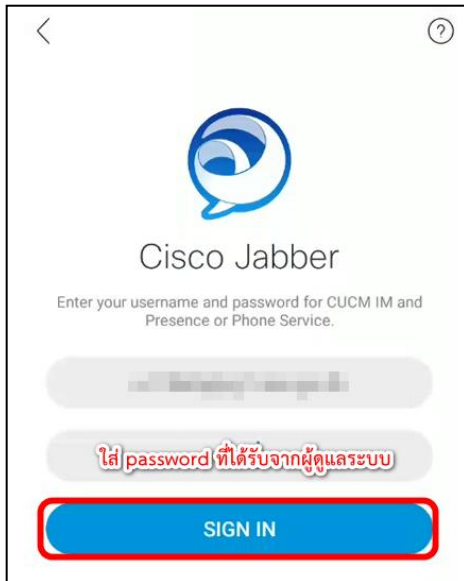 ?
Cisco Jabber
Enter your username and password for CUCM IM and
Presence or Phone Service.
ใส่ password ที่ได้รับจากผู้ดูแลระบบ
SIGN IN